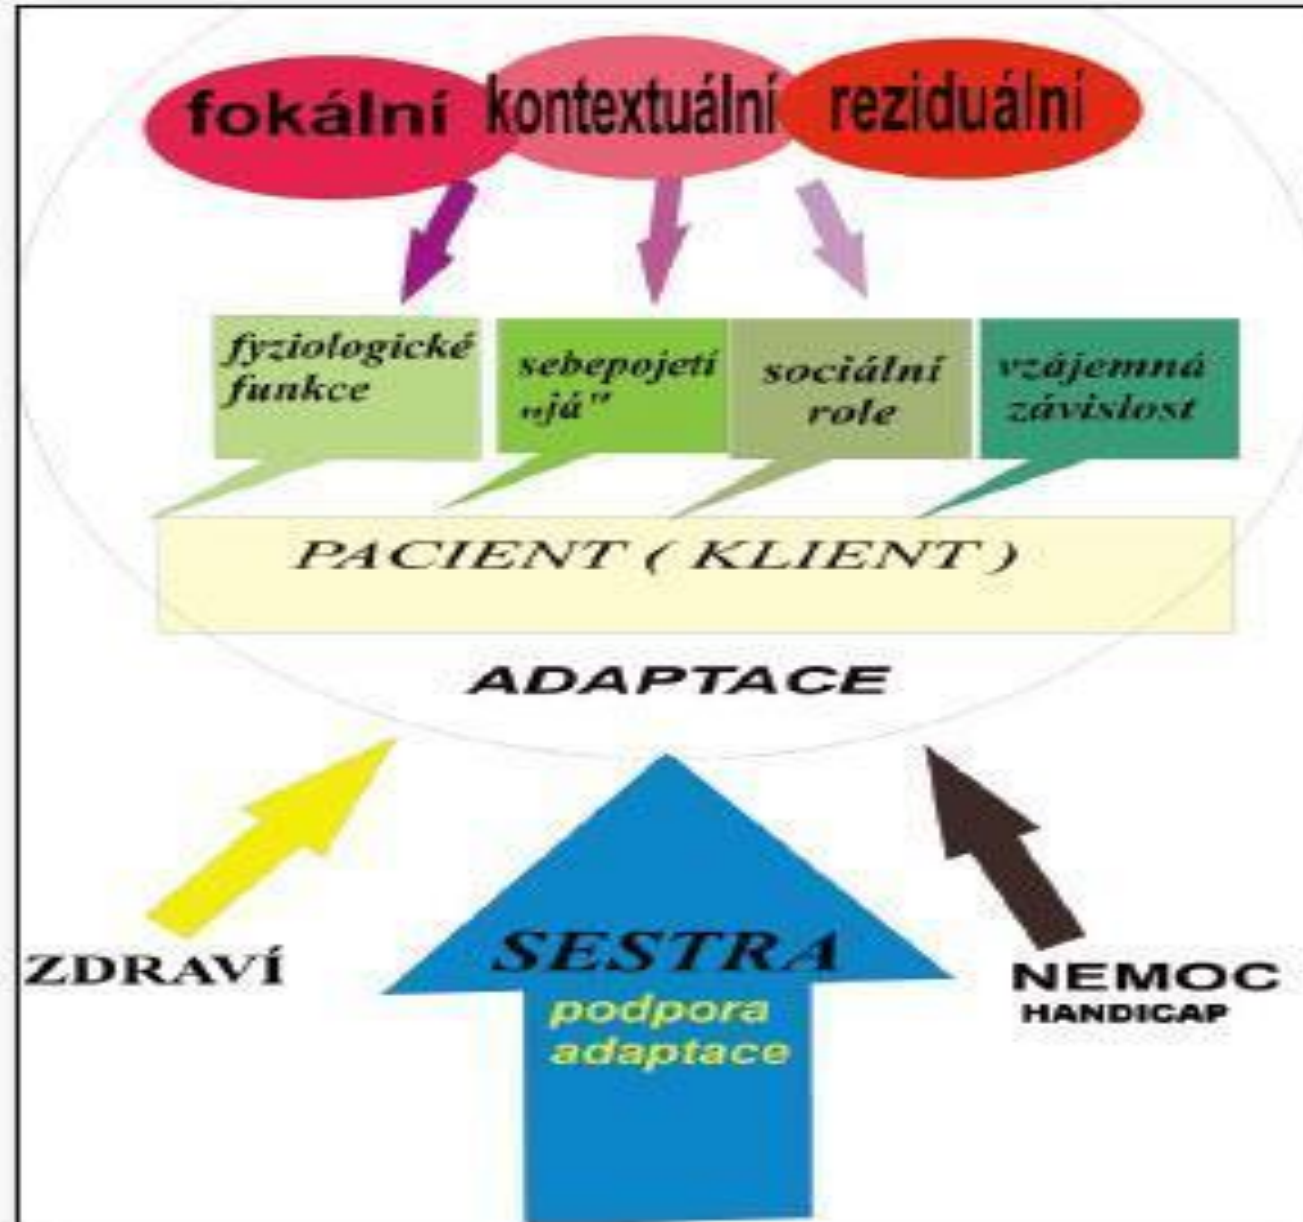 fokální kontextuální reziduální
fyziologické
funkce
sebepojetí
„já"
sociální
role
vzájemná
závislost
PACIENT ( KLIENT )
ADAPTACE
ZDRAVÍ
SESTRA
podpora
adaptace
NEMOC
HANDICAP